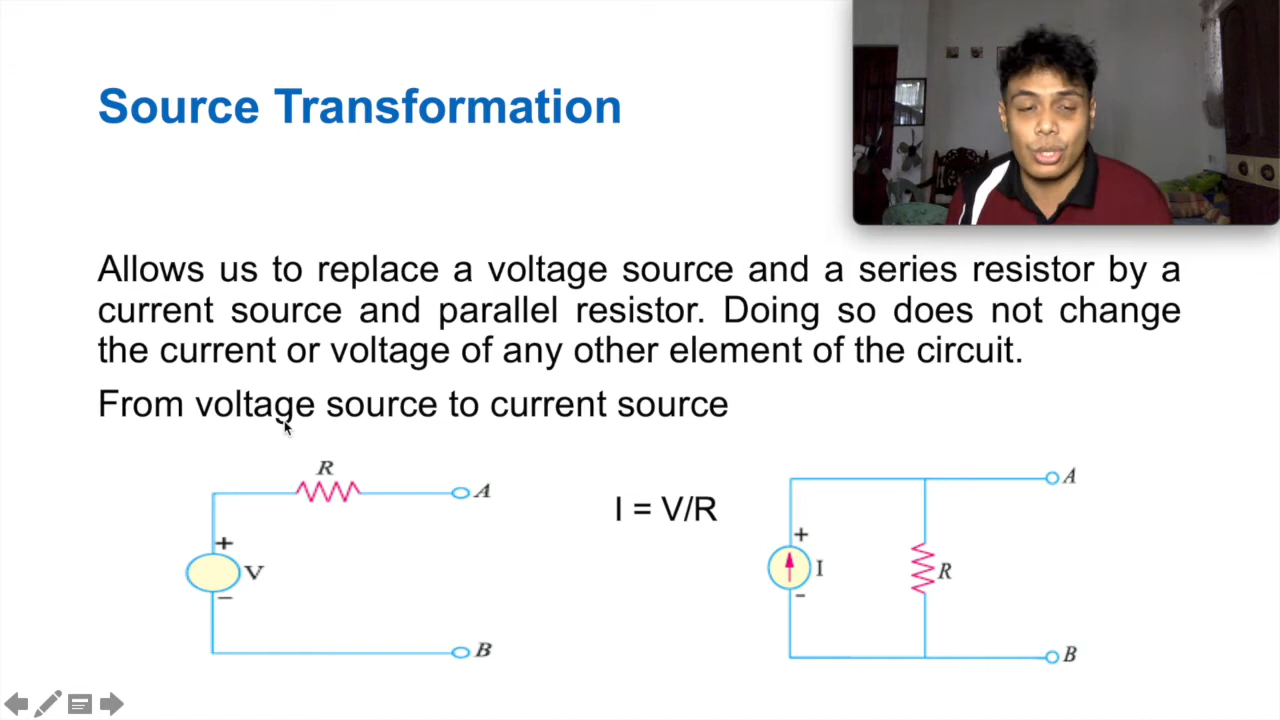 Source Transformation
Allows us to replace a voltage source and a series resistor by a
current source and parallel resistor. Doing so does not change
the current or voltage of any other element of the circuit.
From voltage source to current source
R
A
+
V
−
B
I = V/R
A
+
I
R
-
B